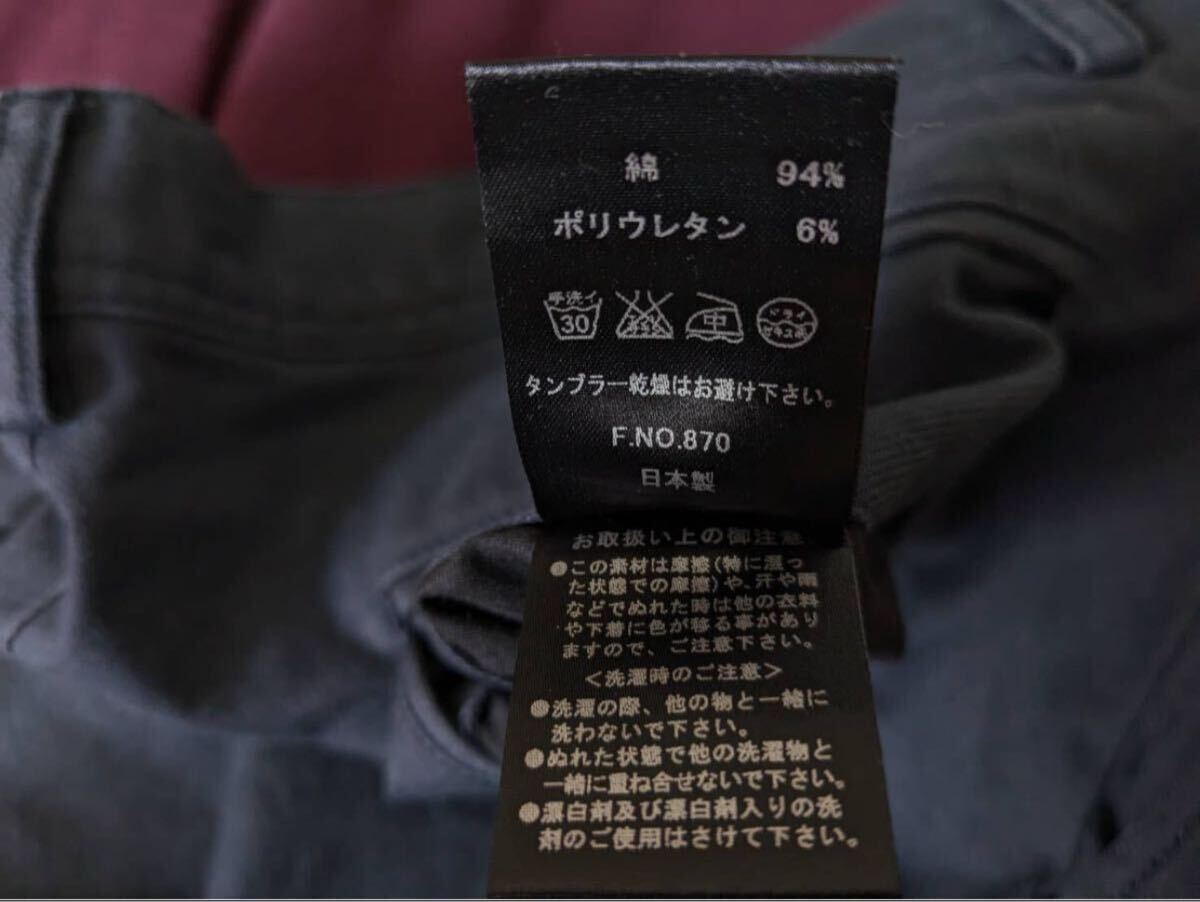 綿 94%
ポリウレタン 6%
手洗イ
30
中
ドライ
セキユ系
タンブラー乾燥はお避け下さい。
F.NO.870
日本製
お取扱い上の御注意
●この素材は摩擦(特に湿っ
た状態での摩擦)や、汗や雨
などでぬれた時は他の衣料
や下着に色が移る事があり
ますので、ご注意下さい。
<洗濯時のご注意>
●洗濯の際、他の物と一緒に
洗わないで下さい。
●ぬれた状態で他の洗濯物と
一緒に重ね合せないで下さい。
●漂白剤及び漂白剤入りの洗
剤のご使用はさけて下さい。